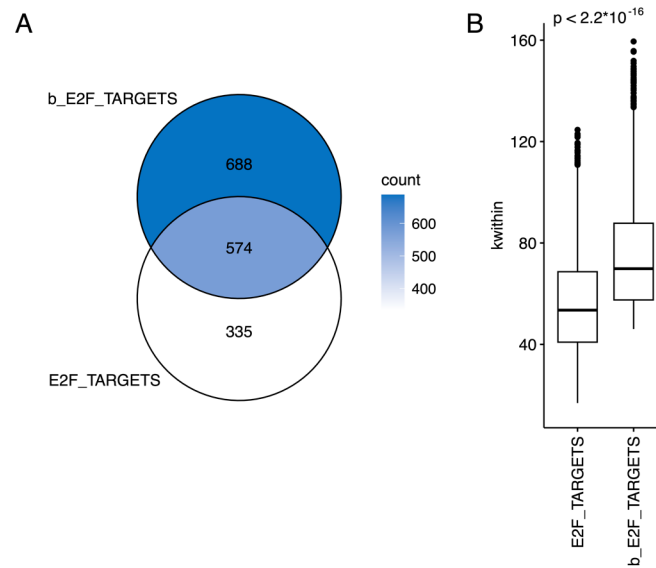 A
b_E2F_TARGETS
688
574
335
E2F_TARGETS
count
600
500
400
B
p < 2.2*10^-16
160
120
80
40
kwithin
E2F_TARGETS
b_E2F_TARGETS